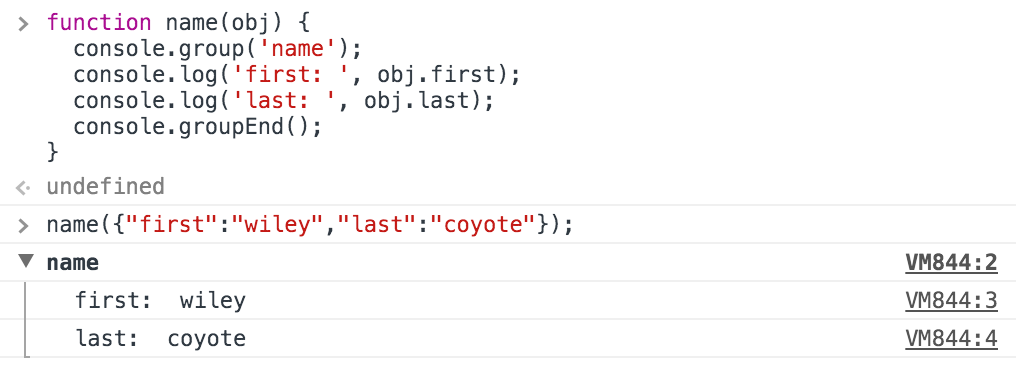 > function name(obj) {
console.group('name');
console.log('first: ', obj.first);
console.log('last: ', obj.last);
console.groupEnd();
}
undefined
> name({"first":"wiley","last":"coyote"});
▼ name VM844:2
first:  wiley VM844:3
last:  coyote VM844:4